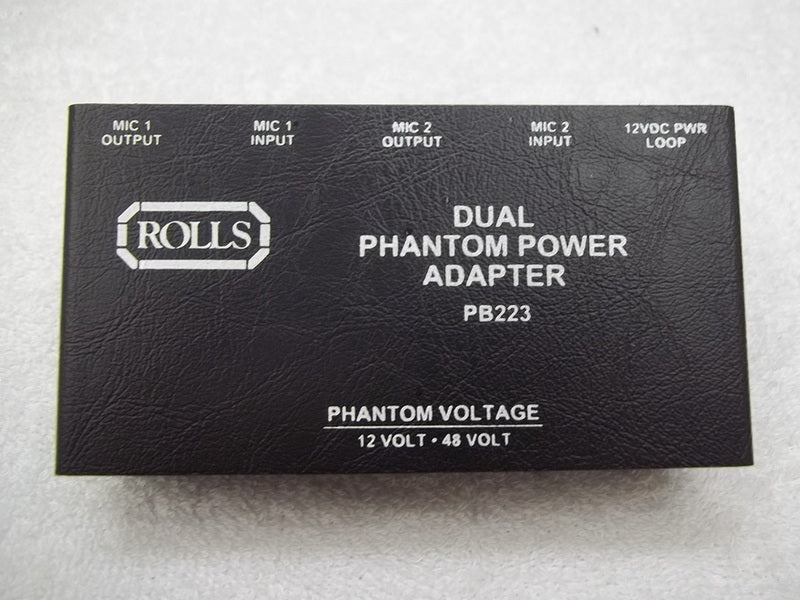 MIC 1
OUTPUT
MIC 1
INPUT
MIC 2
OUTPUT
MIC 2
INPUT
12VDC PWR
LOOP
ROLLS
DUAL
PHANTOM POWER
ADAPTER
PB223
PHANTOM VOLTAGE
12 VOLT • 48 VOLT